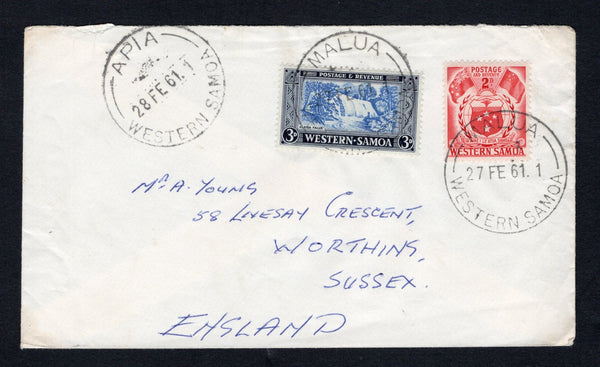 APIA
28 FE 61. 1
WESTERN SAMOA
MALUA
POSTAGE & REVENUE
3D 3D
WESTERN · SAMOA
POSTAGE
AND REVENUE
2D
WESTERN SAMOA
27 FE 61. 1
WESTERN SAMOA
Mr A. YOUNG
58 LIVESAY CRESCENT,
WORTHING,
SUSSEX.
ENGLAND